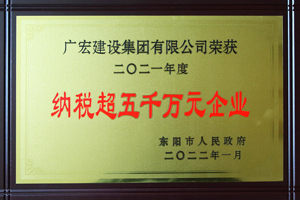 广宏建设集团有限公司荣获
二〇二一年度
纳税超五千万元企业
东阳市人民政府
二〇二二年一月